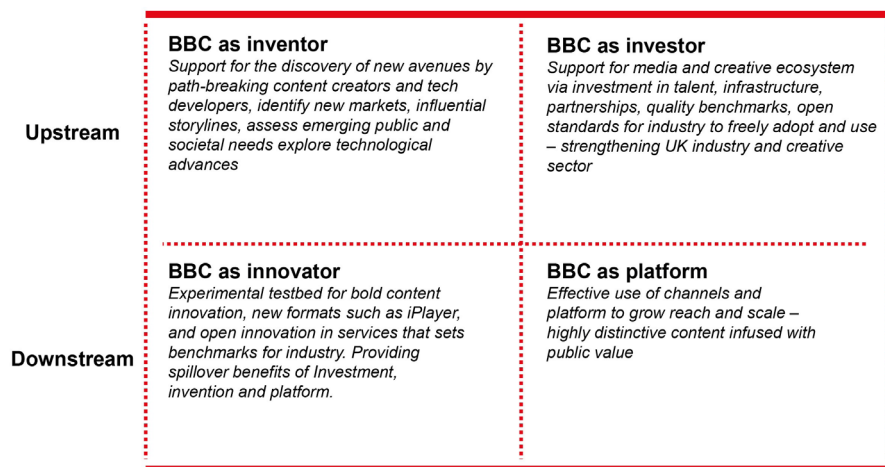 BBC as inventor
Support for the discovery of new avenues by
path-breaking content creators and tech
developers, identify new markets, influential
storylines, assess emerging public and
societal needs explore technological
advances
BBC as investor
Support for media and creative ecosystem
via investment in talent, infrastructure,
partnerships, quality benchmarks, open
standards for industry to freely adopt and use
– strengthening UK industry and creative
sector
Upstream
BBC as innovator
Experimental testbed for bold content
innovation, new formats such as iPlayer,
and open innovation in services that sets
benchmarks for industry. Providing
spillover benefits of Investment,
invention and platform.
BBC as platform
Effective use of channels and
platform to grow reach and scale –
highly distinctive content infused with
public value
Downstream